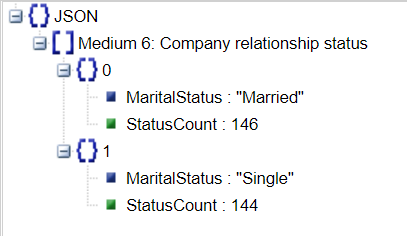 JSON
Medium 6: Company relationship status
0
MaritalStatus : "Married"
StatusCount : 146
1
MaritalStatus : "Single"
StatusCount : 144